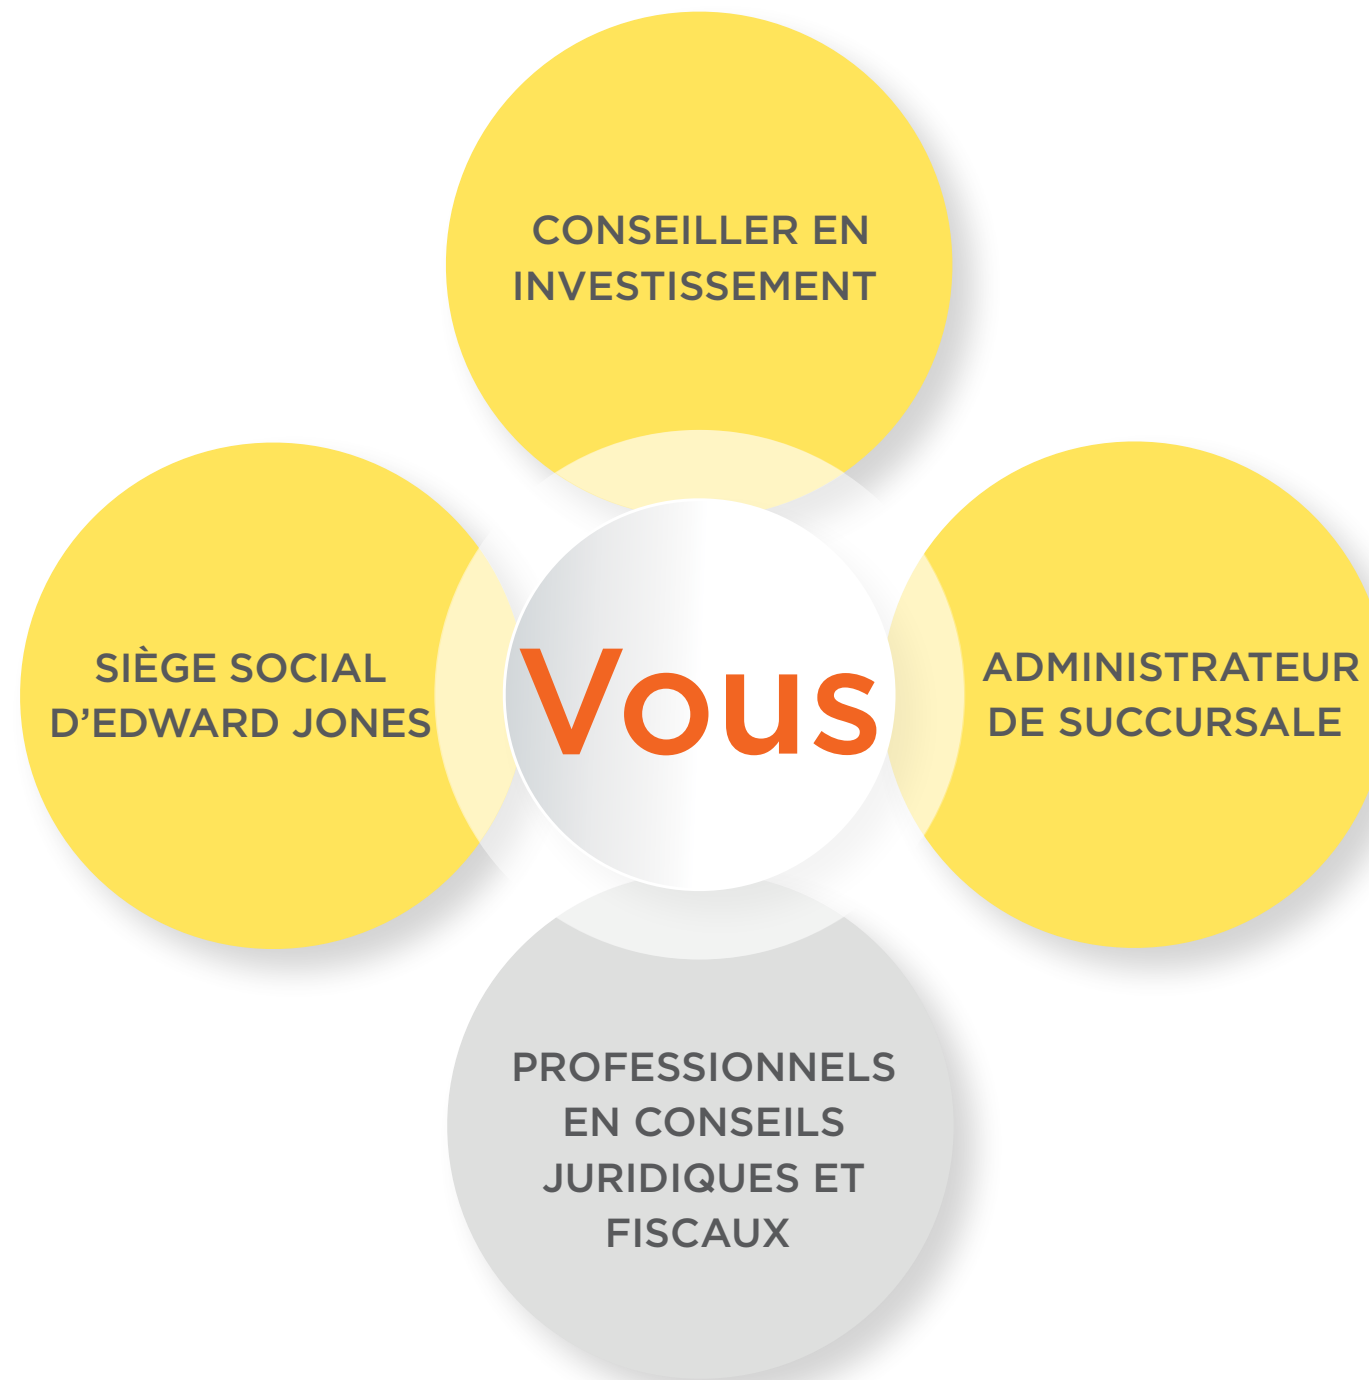 CONSEILLER EN
INVESTISSEMENT
SIÈGE SOCIAL
D’EDWARD JONES
Vous
ADMINISTRATEUR
DE SUCCURSALE
PROFESSIONNELS
EN CONSEILS
JURIDIQUES ET
FISCAUX